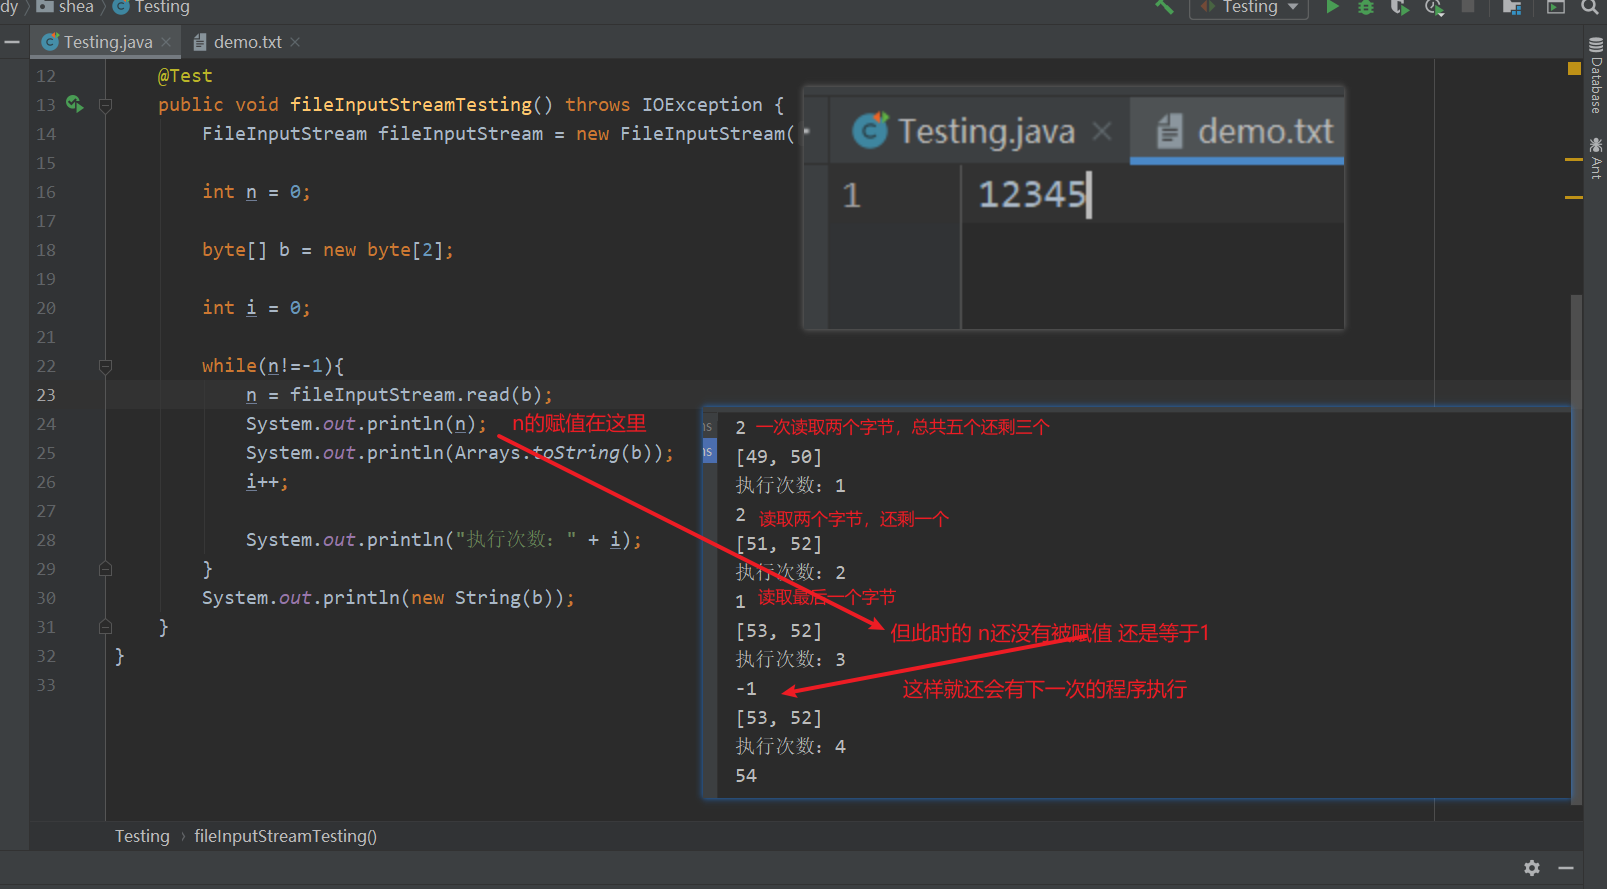 dy › shea › Testing
Testing
Testing.java
demo.txt
12 @Test
13 public void fileInputStreamTesting() throws IOException {
14 FileInputStream fileInputStream = new FileInputStream(
15
16 int n = 0;
17
18 byte[] b = new byte[2];
19
20 int i = 0;
21
22 while(n!=-1){
23 n = fileInputStream.read(b);
24 System.out.println(n);
n的赋值在这里
25 System.out.println(Arrays.toString(b));
26 i++;
27
28 System.out.println("执行次数：" + i);
29 }
30 System.out.println(new String(b));
31 }
32 }
33
Testing.java
demo.txt
1 12345
ns
ns
2 一次读取两个字节，总共五个还剩三个
[49, 50]
执行次数：1
2 读取两个字节，还剩一个
[51, 52]
执行次数：2
1 读取最后一个字节
[53, 52]
但此时的 n还没有被赋值 还是等于1
执行次数：3
-1
这样就还会有下一次的程序执行
[53, 52]
执行次数：4
54
Database
Ant
Testing › fileInputStreamTesting()